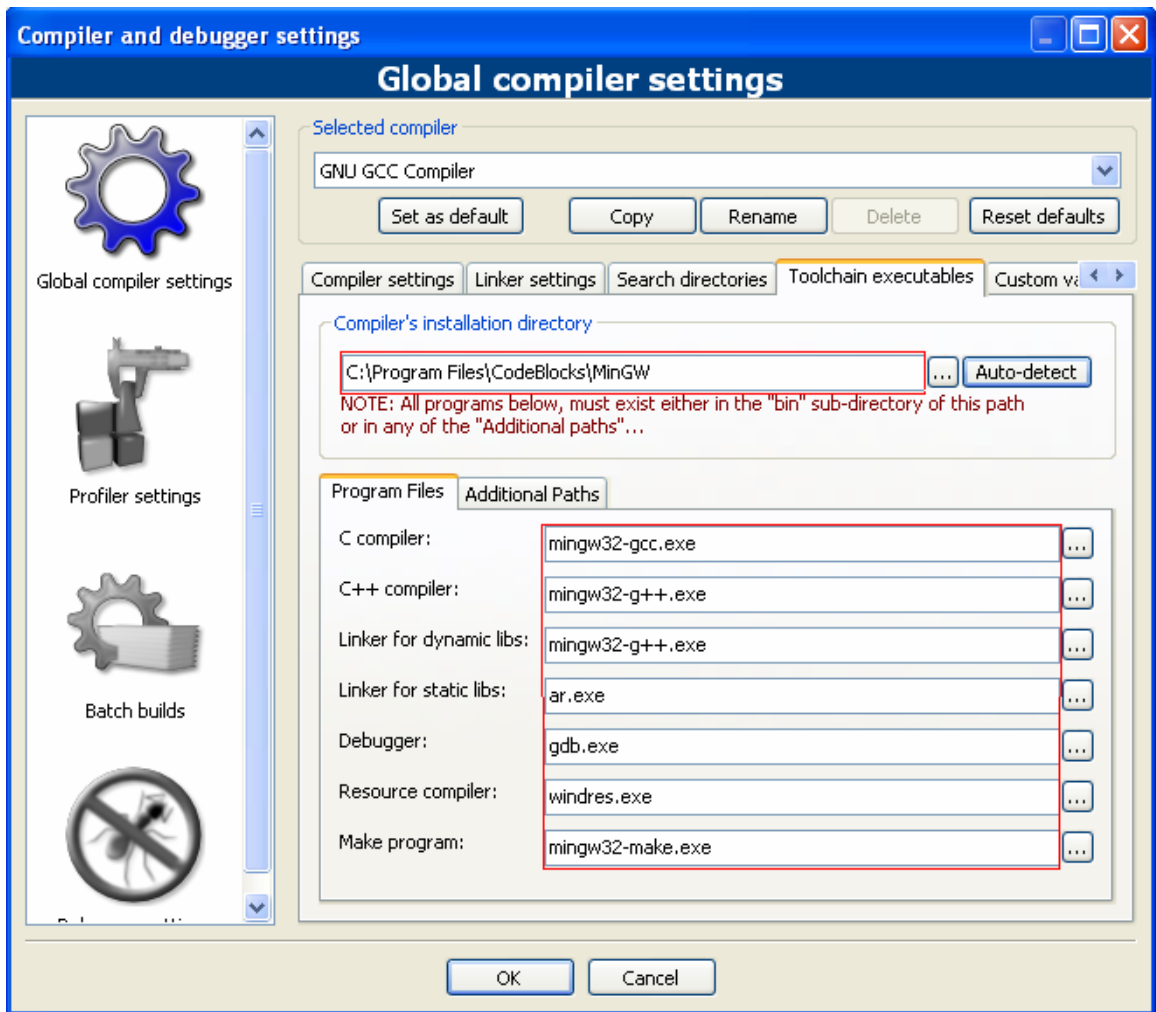 Compiler and debugger settings
Global compiler settings
Global compiler settings
Profiler settings
Batch builds
Selected compiler
GNU GCC Compiler
Set as default
Copy
Rename
Delete
Reset defaults
Compiler settings
Linker settings
Search directories
Toolchain executables
Custom
Compiler's installation directory
C:\Program Files\CodeBlocks\MinGW
...
Auto-detect
NOTE: All programs below, must exist either in the "bin" sub-directory of this path
or in any of the "Additional paths"...
Program Files
Additional Paths
C compiler:
mingw32-gcc.exe
...
C++ compiler:
mingw32-g++.exe
...
Linker for dynamic libs:
mingw32-g++.exe
...
Linker for static libs:
ar.exe
...
Debugger:
gdb.exe
...
Resource compiler:
windres.exe
...
Make program:
mingw32-make.exe
...
OK
Cancel